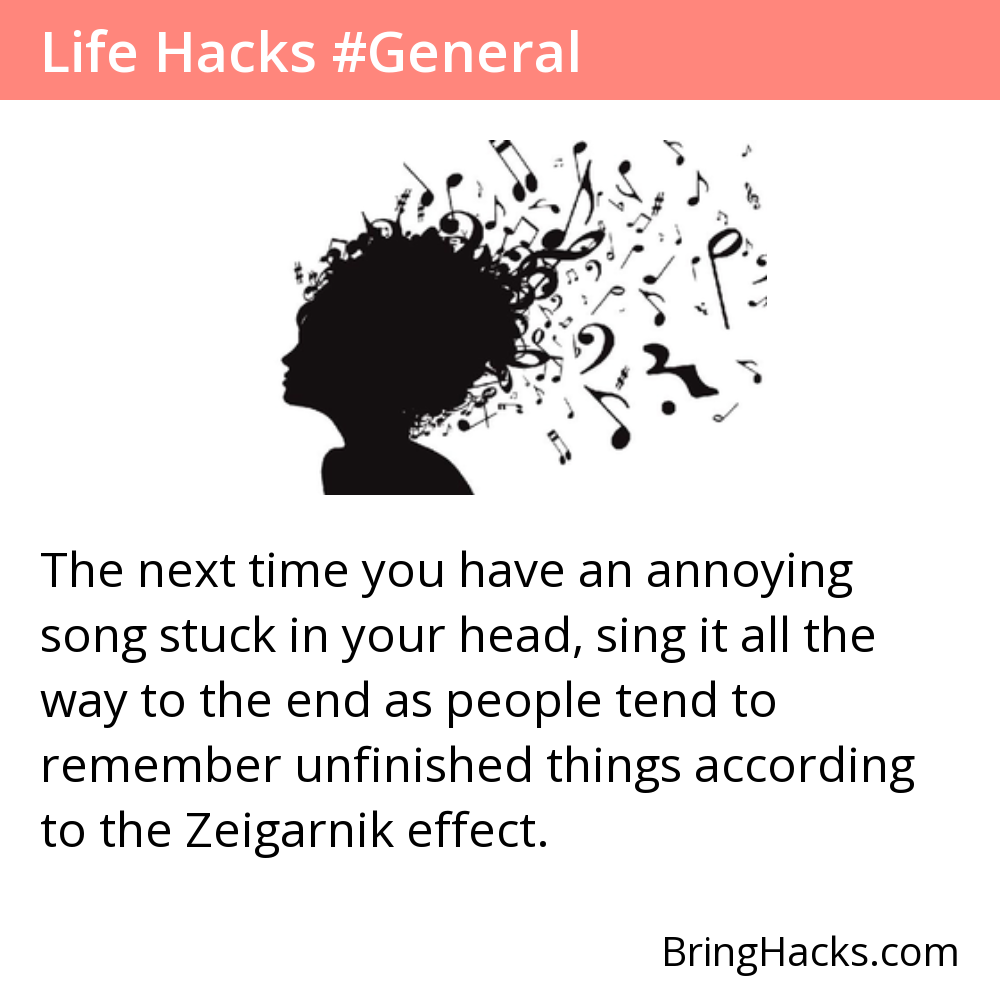 Life Hacks #General
The next time you have an annoying
song stuck in your head, sing it all the
way to the end as people tend to
remember unfinished things according
to the Zeigarnik effect.
BringHacks.com